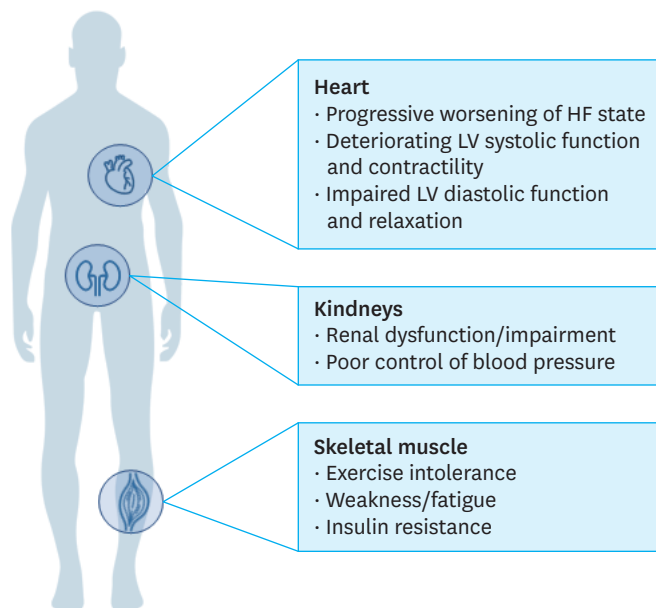 Heart
· Progressive worsening of HF state
· Deteriorating LV systolic function
and contractility
· Impaired LV diastolic function
and relaxation
Kindneys
· Renal dysfunction/impairment
· Poor control of blood pressure
Skeletal muscle
· Exercise intolerance
· Weakness/fatigue
· Insulin resistance